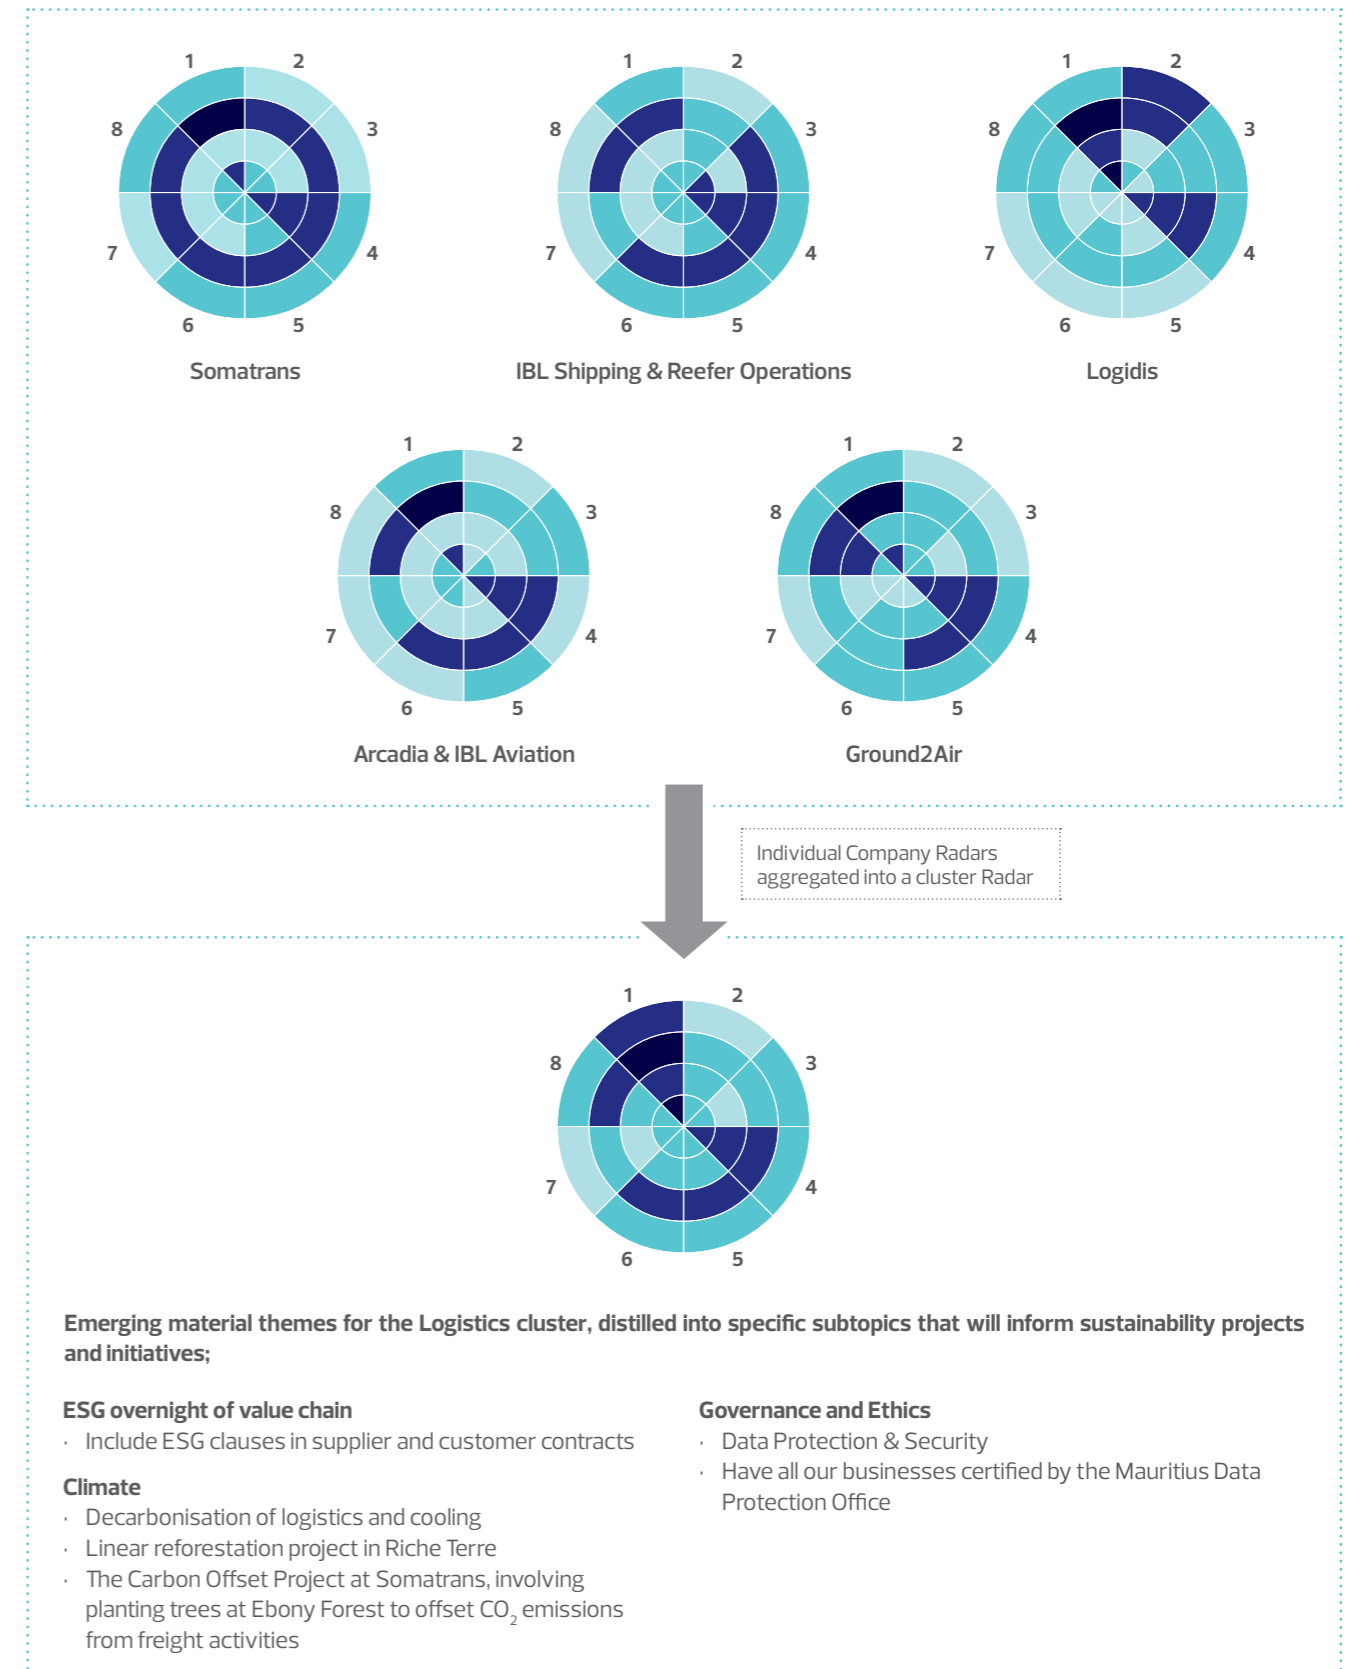 1 2
8 3
7 4
6 5
Somatrans
1 2
8 3
7 4
6 5
IBL Shipping & Reefer Operations
1 2
8 3
7 4
6 5
Logidis
1 2
8 3
7 4
6 5
Arcadia & IBL Aviation
1 2
8 3
7 4
6 5
Ground2Air
Individual Company Radars
aggregated into a cluster Radar
1 2
8 3
7 4
6 5
Emerging material themes for the Logistics cluster, distilled into specific subtopics that will inform sustainability projects
and initiatives;
ESG overnight of value chain
· Include ESG clauses in supplier and customer contracts
Climate
· Decarbonisation of logistics and cooling
· Linear reforestation project in Riche Terre
· The Carbon Offset Project at Somatrans, involving
planting trees at Ebony Forest to offset CO₂ emissions
from freight activities
Governance and Ethics
· Data Protection & Security
· Have all our businesses certified by the Mauritius Data
Protection Office